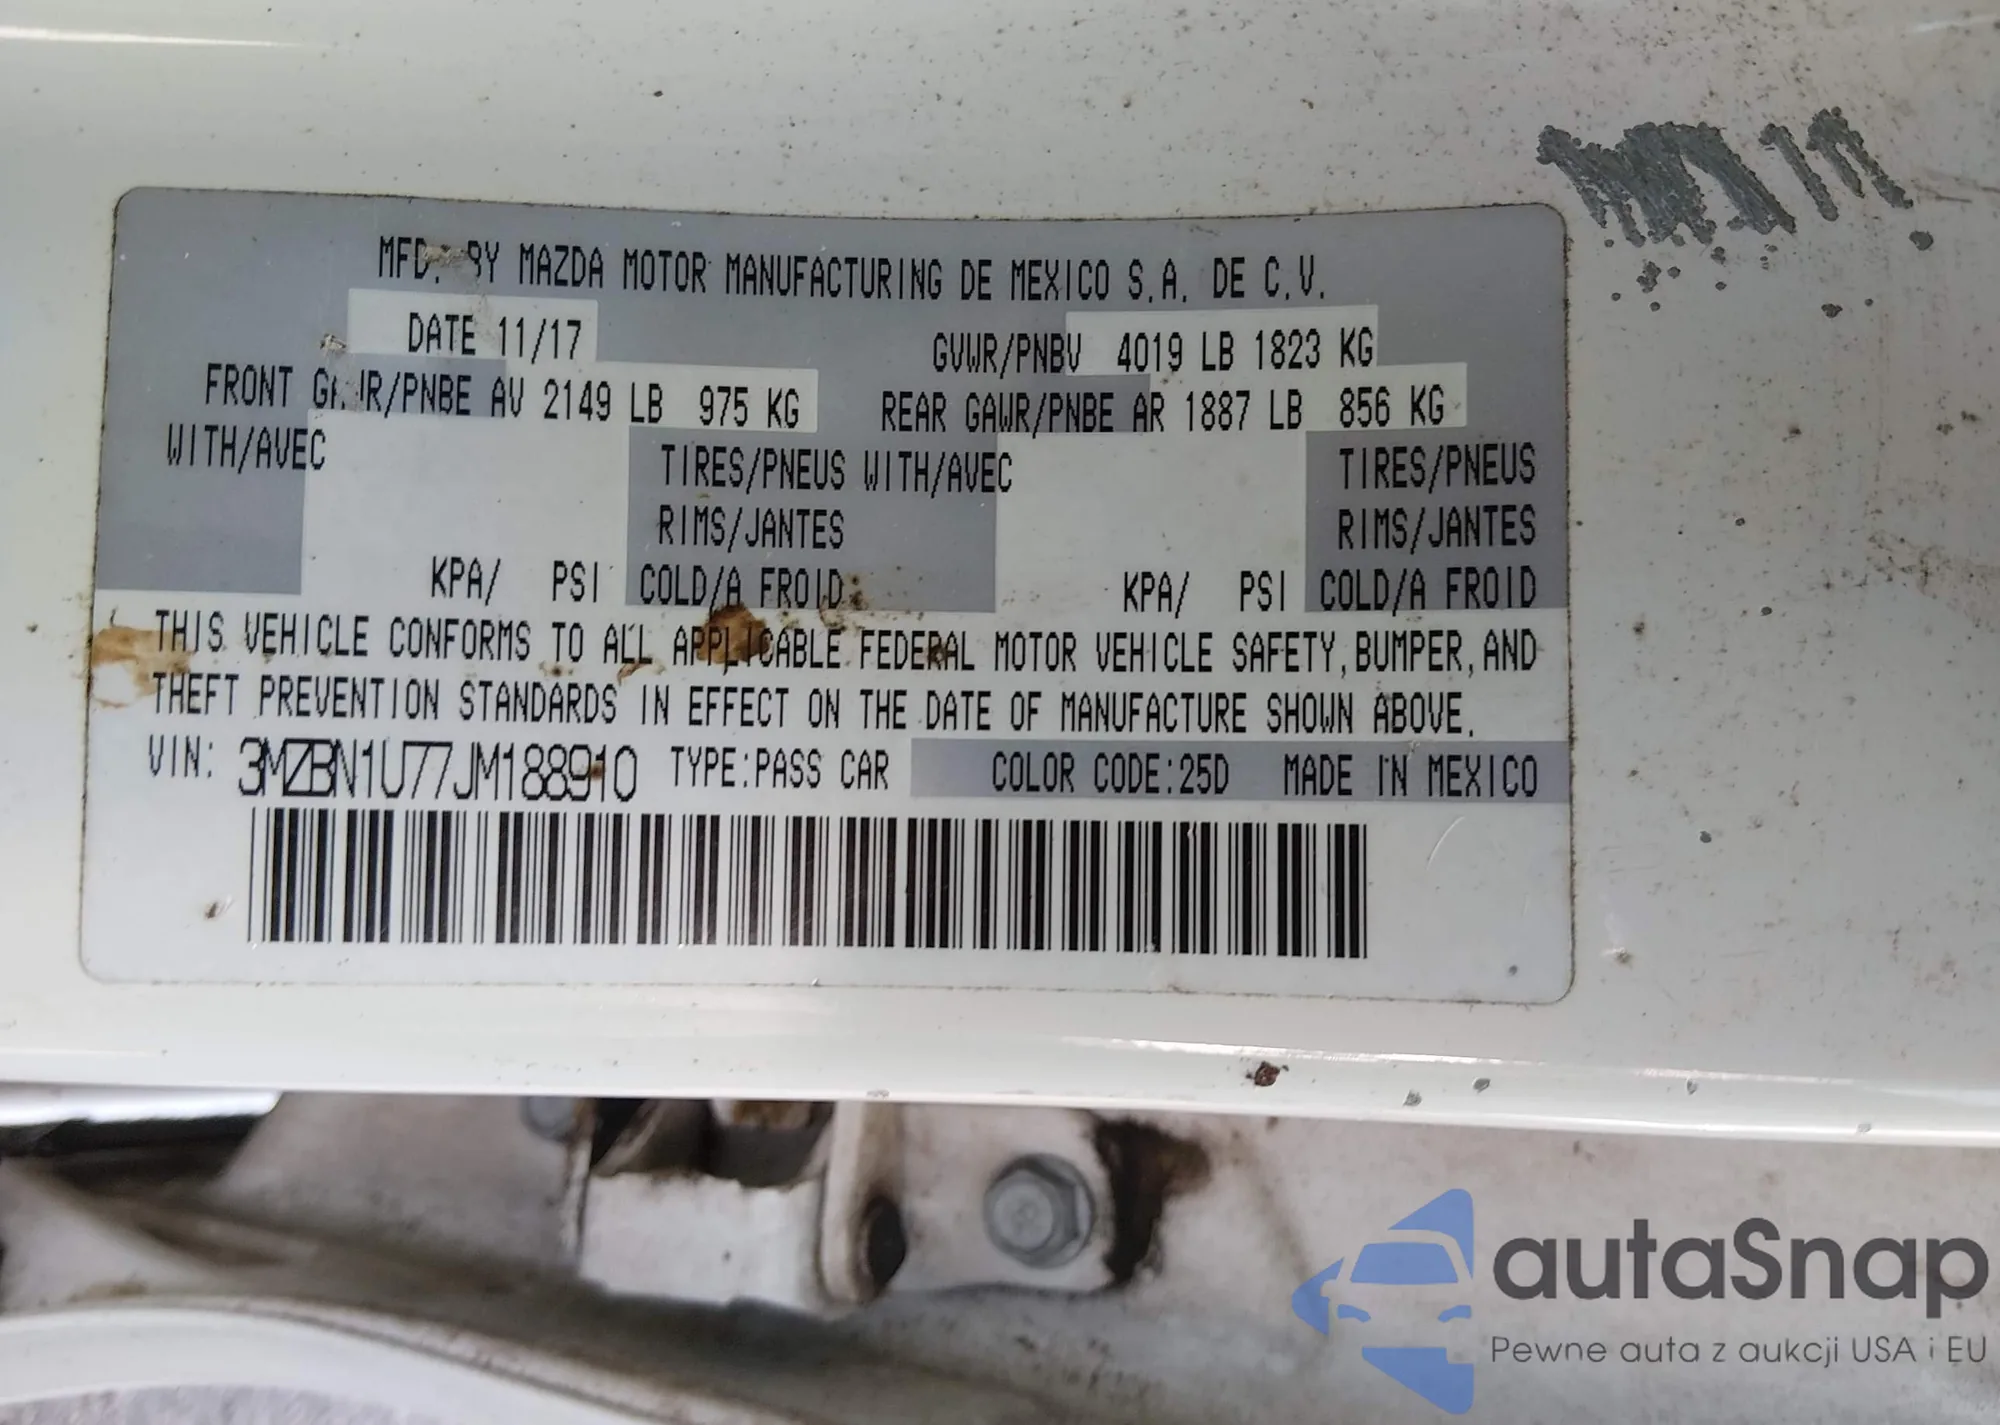 MFD. BY MAZDA MOTOR MANUFACTURING DE MEXICO S.A. DE C.V.
DATE 11/17 GVWR/PNBV 4019 LB 1823 KG
FRONT GAWR/PNBE AV 2149 LB 975 KG REAR GAWR/PNBE AR 1887 LB 856 KG
WITH/AVEC TIRES/PNEUS WITH/AVEC TIRES/PNEUS
RIMS/JANTES RIMS/JANTES
KPA/ PSI COLD/A FROID KPA/ PSI COLD/A FROID
THIS VEHICLE CONFORMS TO ALL APPLICABLE FEDERAL MOTOR VEHICLE SAFETY, BUMPER, AND
THEFT PREVENTION STANDARDS IN EFFECT ON THE DATE OF MANUFACTURE SHOWN ABOVE.
VIN: 3MZBN1U77JM188910 TYPE: PASS CAR COLOR CODE: 25D MADE IN MEXICO
autaSnap
Pewne auta z aukcji USA i EU